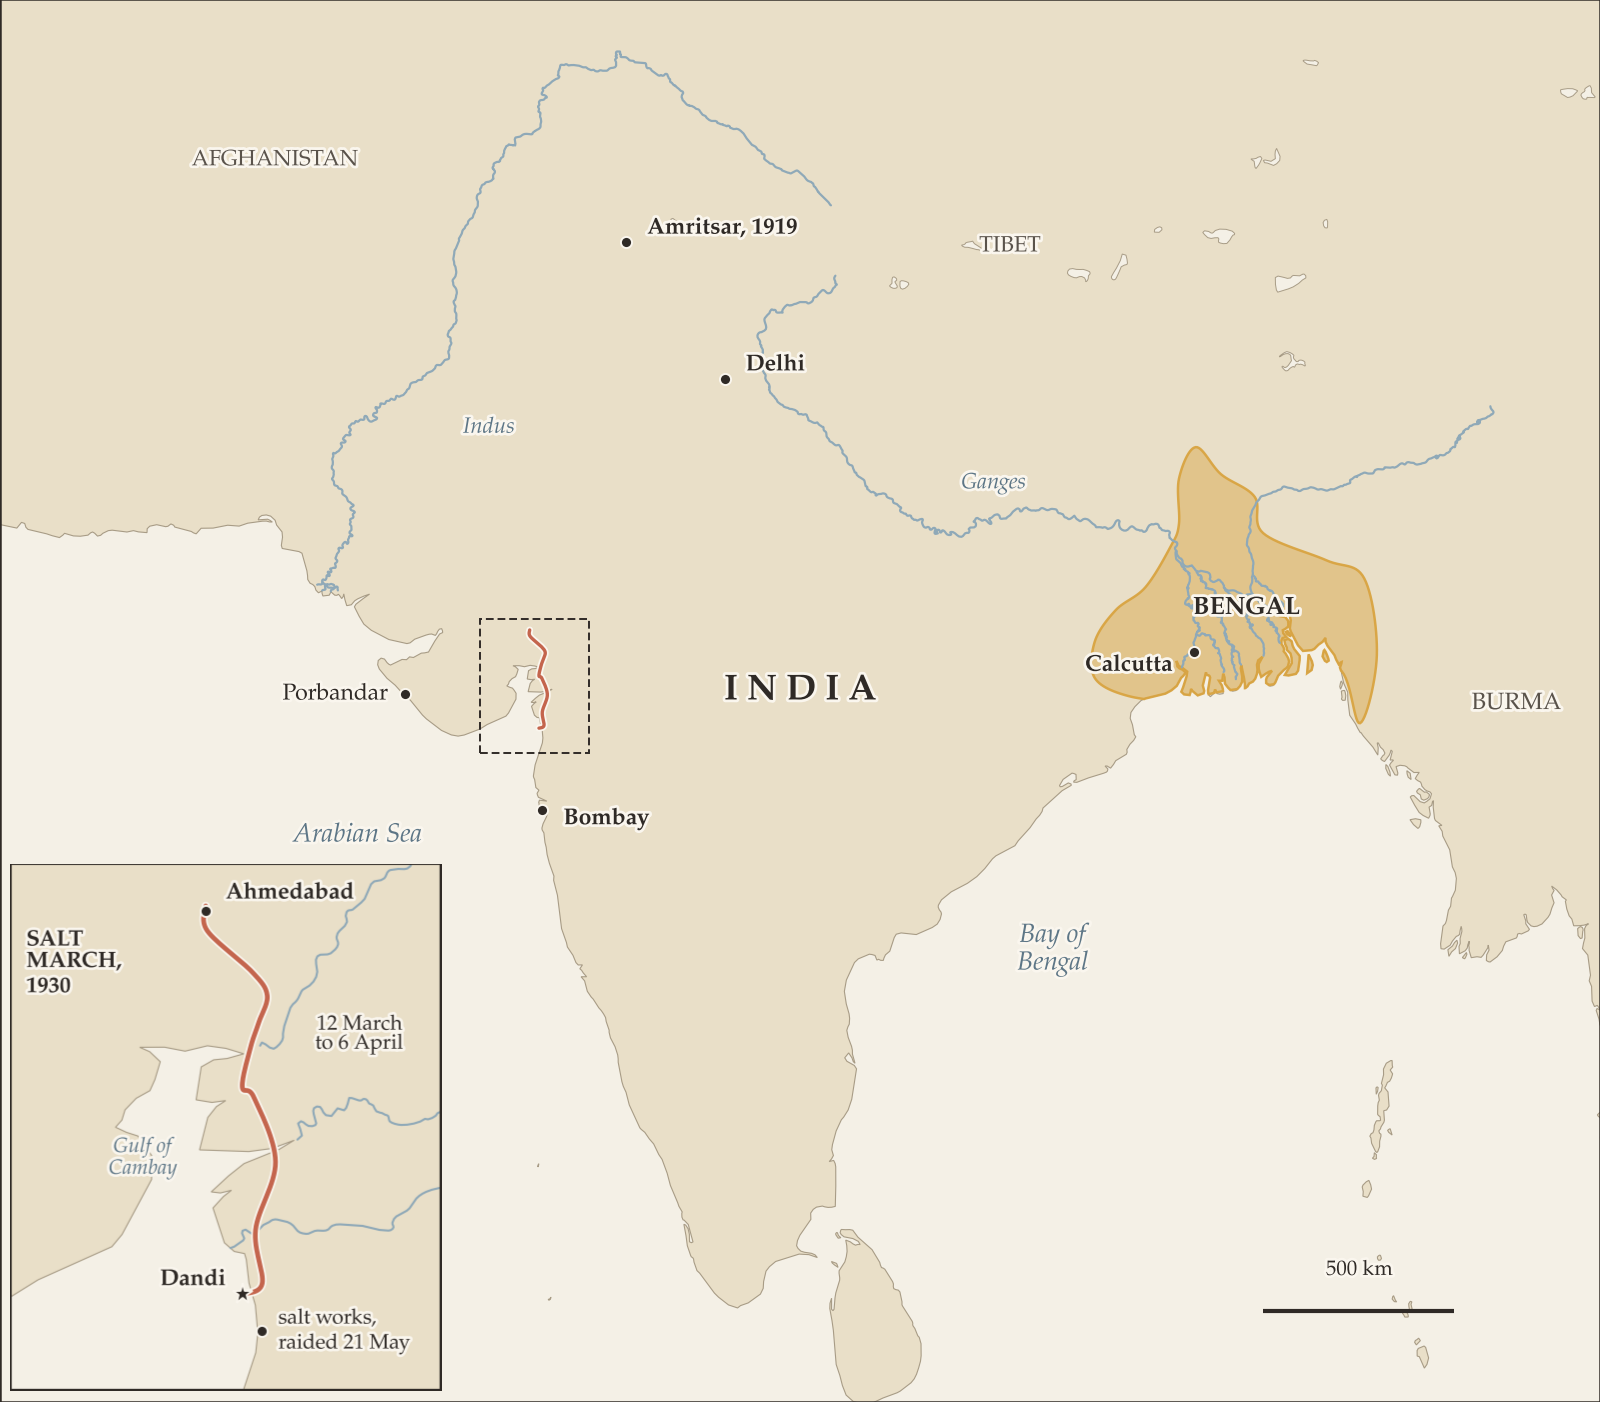 AFGHANISTAN
Amritsar, 1919
TIBET
Delhi
Indus
Ganges
BENGAL
Calcutta
Porbandar
INDIA
BURMA
Bombay
Arabian Sea
Bay of
Bengal
500 km
Ahmedabad
SALT
MARCH,
1930
12 March
to 6 April
Gulf of
Cambay
Dandi
salt works,
raided 21 May